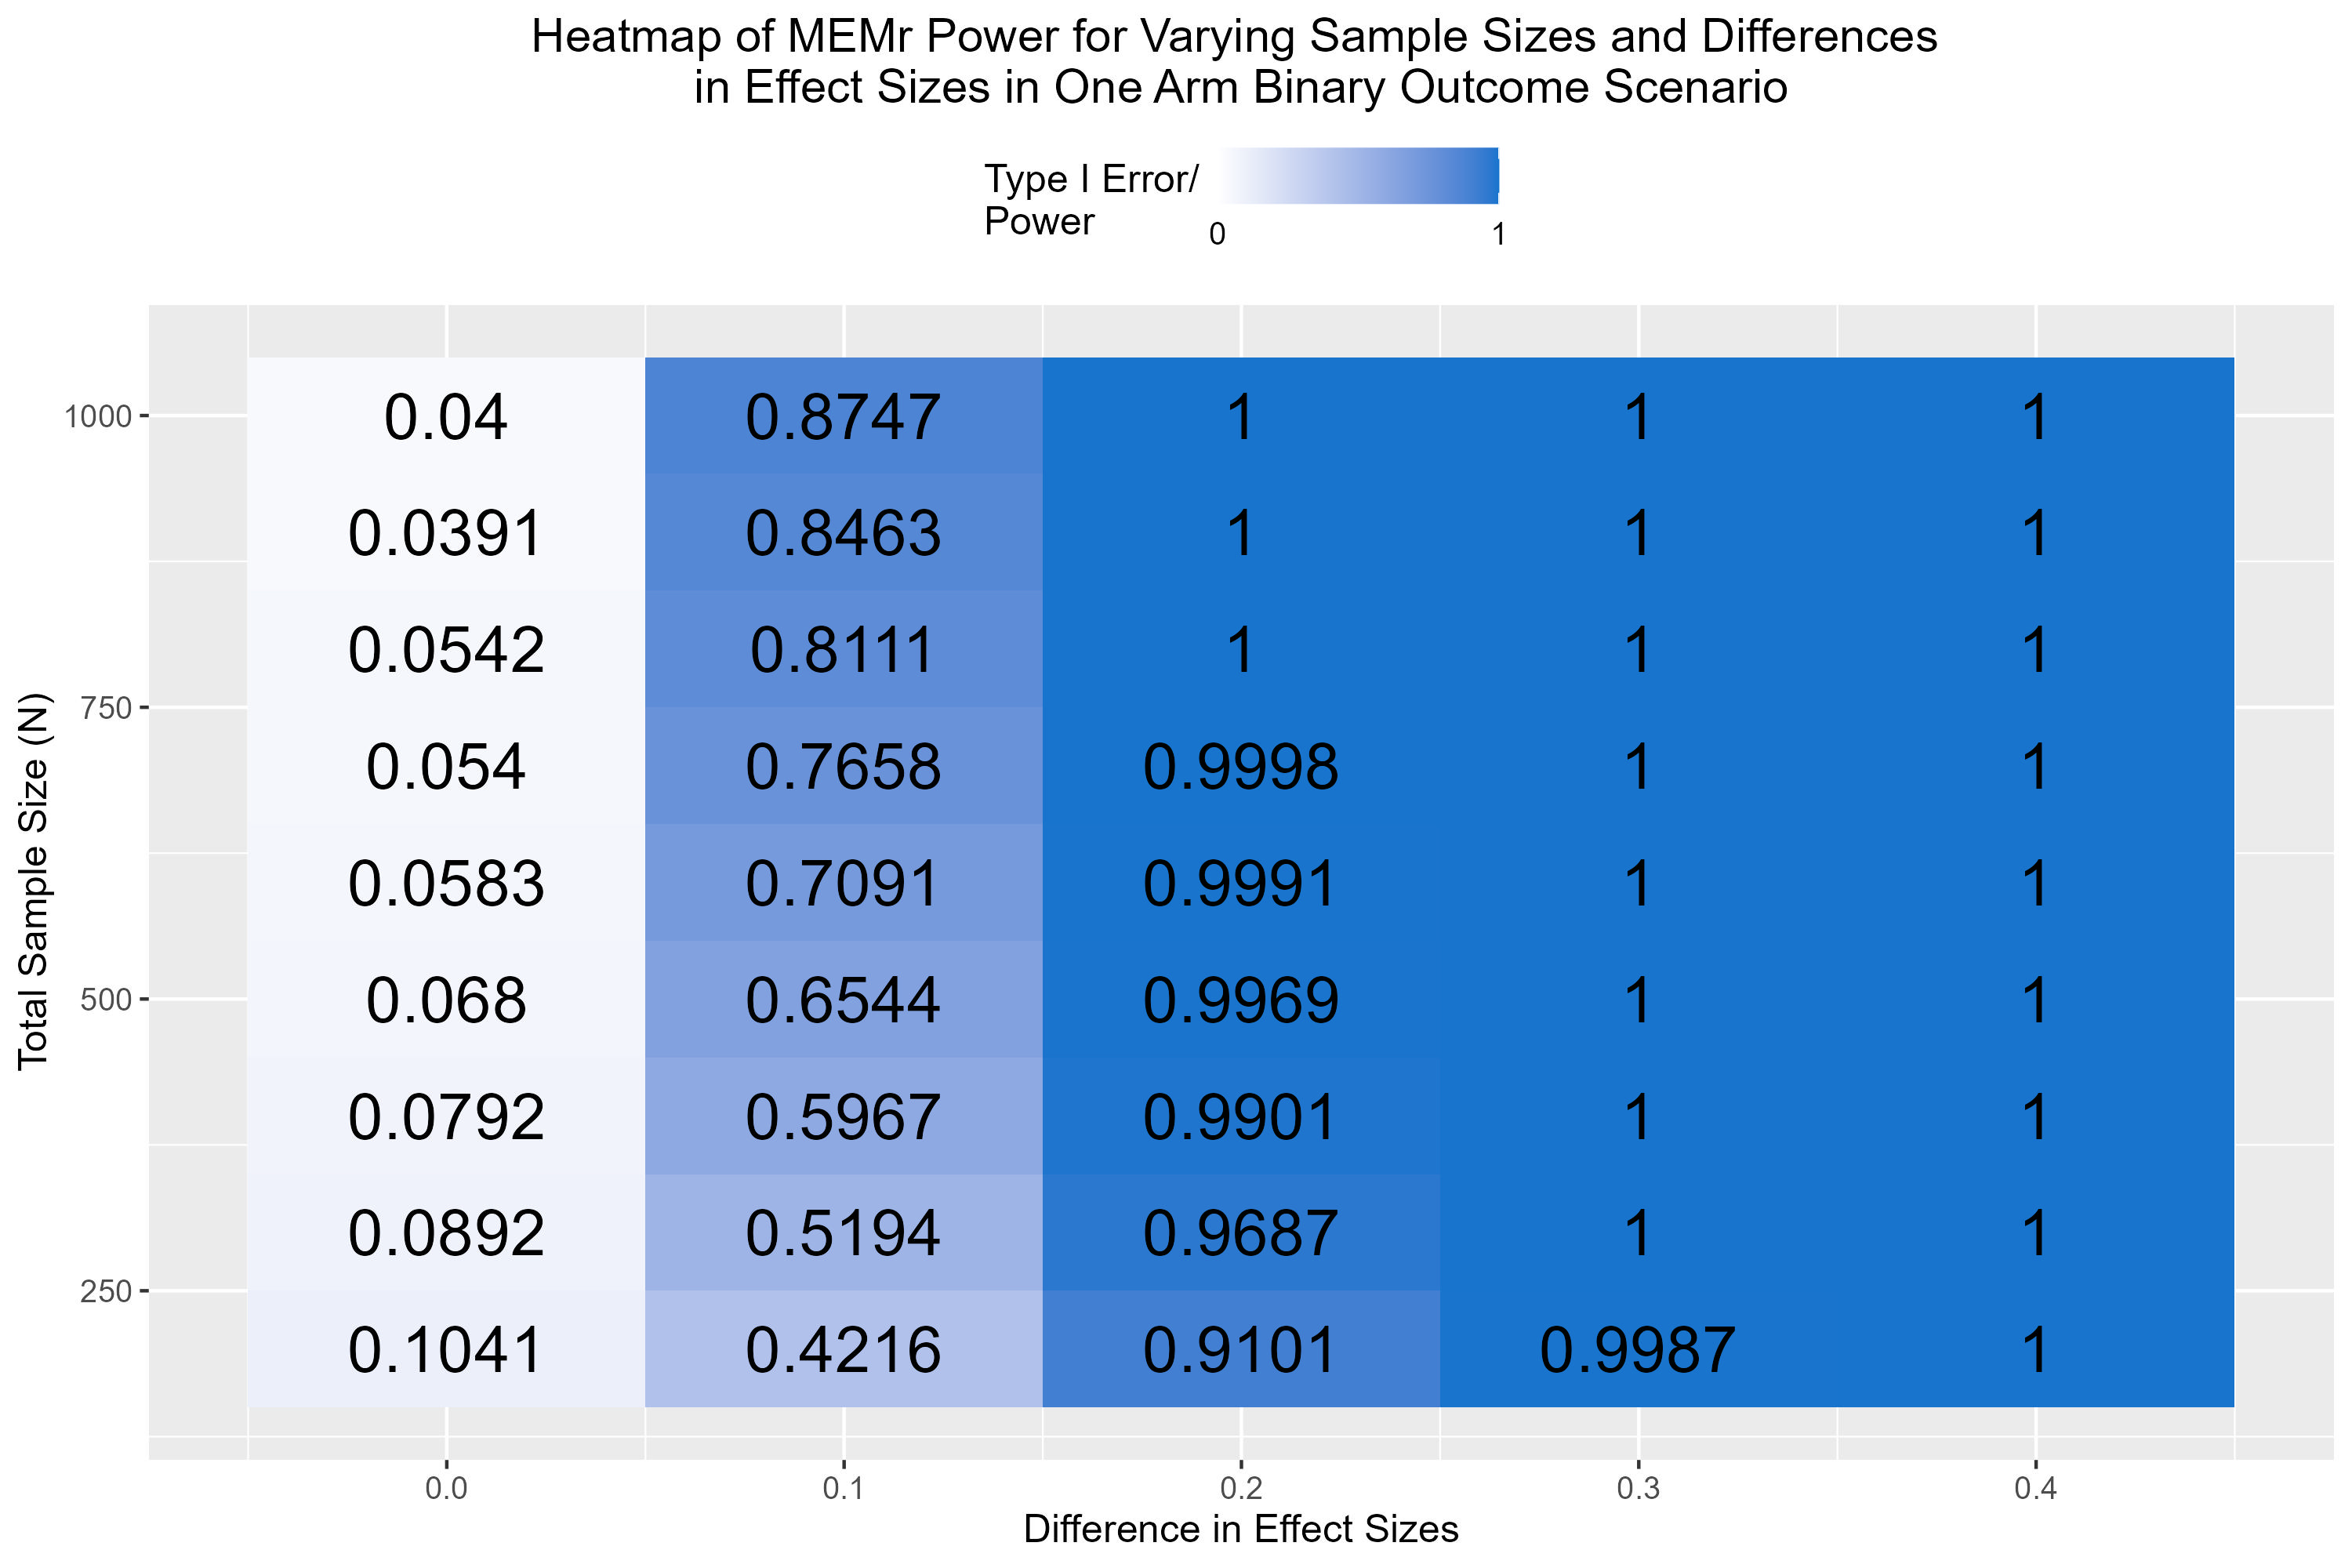 Heatmap of MEMr Power for Varying Sample Sizes and Differences
in Effect Sizes in One Arm Binary Outcome Scenario
Type I Error/
Power
0 1
Total Sample Size (N)
1000
750
500
250
0.04 0.8747 1 1 1
0.0391 0.8463 1 1 1
0.0542 0.8111 1 1 1
0.054 0.7658 0.9998 1 1
0.0583 0.7091 0.9991 1 1
0.068 0.6544 0.9969 1 1
0.0792 0.5967 0.9901 1 1
0.0892 0.5194 0.9687 1 1
0.1041 0.4216 0.9101 0.9987 1
0.0 0.1 0.2 0.3 0.4
Difference in Effect Sizes